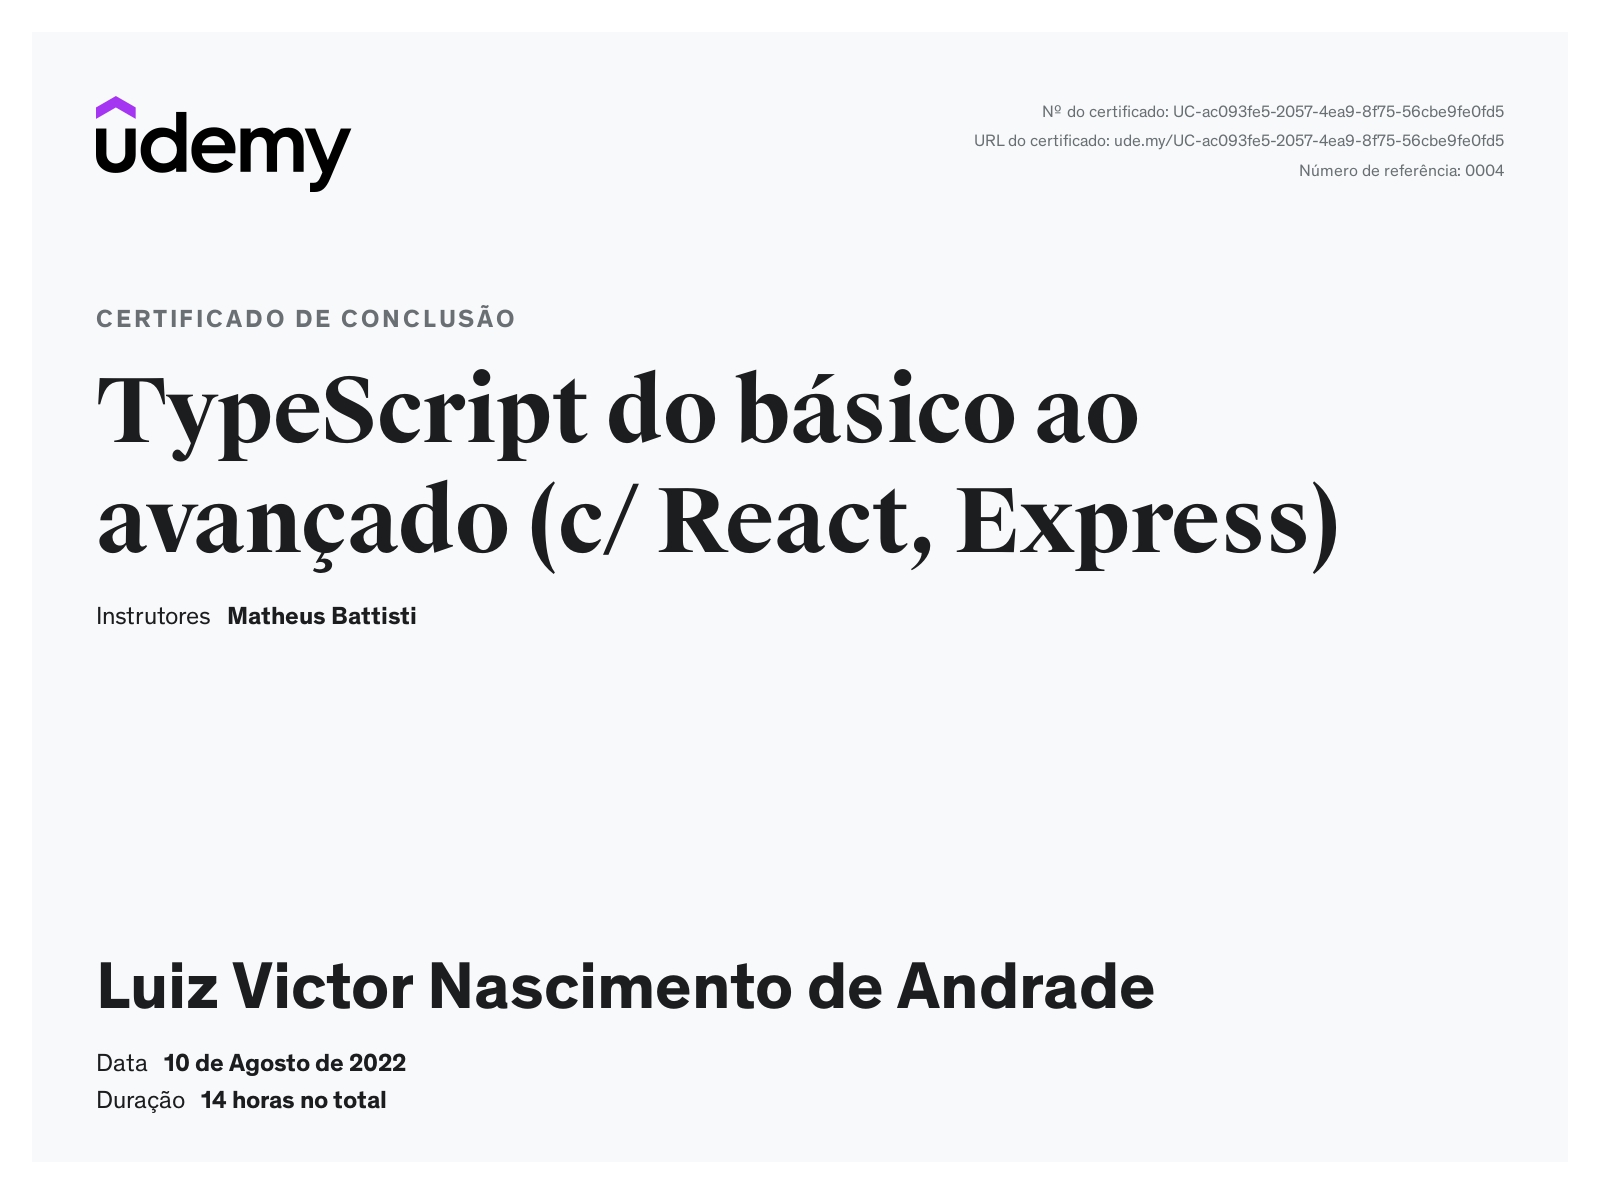 udemy
Nº do certificado: UC-ac093fe5-2057-4ea9-8f75-56cbe9fe0fd5
URL do certificado: ude.my/UC-ac093fe5-2057-4ea9-8f75-56cbe9fe0fd5
Número de referência: 0004
CERTIFICADO DE CONCLUSÃO
TypeScript do básico ao
avançado (c/ React, Express)
Instrutores Matheus Battisti
Luiz Victor Nascimento de Andrade
Data 10 de Agosto de 2022
Duração 14 horas no total